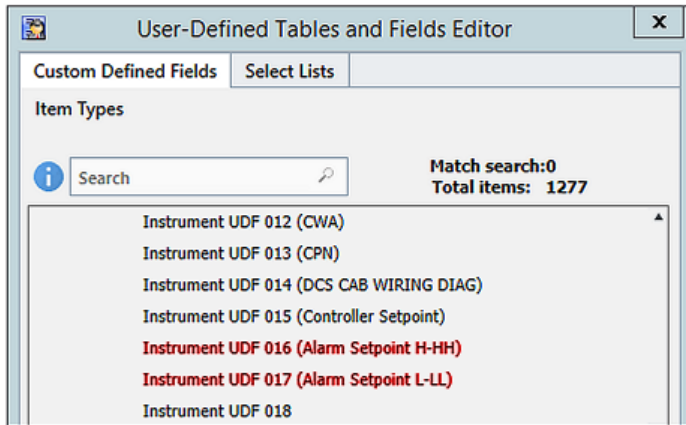 User-Defined Tables and Fields Editor
X
Custom Defined Fields
Select Lists
Item Types
Search
Match search:0
Total items: 1277
Instrument UDF 012 (CWA)
Instrument UDF 013 (CPN)
Instrument UDF 014 (DCS CAB WIRING DIAG)
Instrument UDF 015 (Controller Setpoint)
Instrument UDF 016 (Alarm Setpoint H-HH)
Instrument UDF 017 (Alarm Setpoint L-LL)
Instrument UDF 018